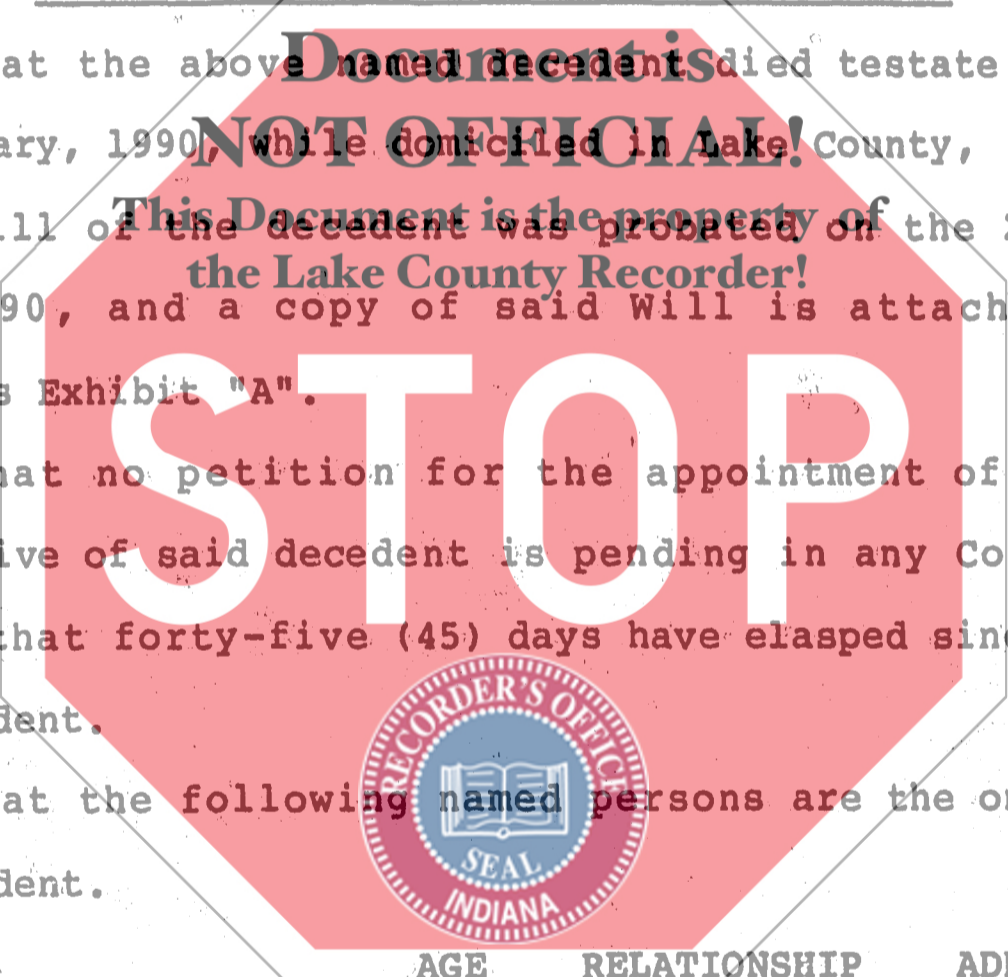 at the above named decedent died testate
Document is
ary, 1990, while domiciled in Lake County,
NOT OFFICIAL!
ill of the decedent was probated on the
This Document is the property of
the Lake County Recorder!
90, and a copy of said Will is attach
s Exhibit "A".
STOP
hat no petition for the appointment of
ive of said decedent is pending in any Co
that forty-five (45) days have elasped sin
dent.
RECORDER'S OFFICE
at the following named persons are the o
SEAL
dent.
INDIANA
AGE RELATIONSHIP AD